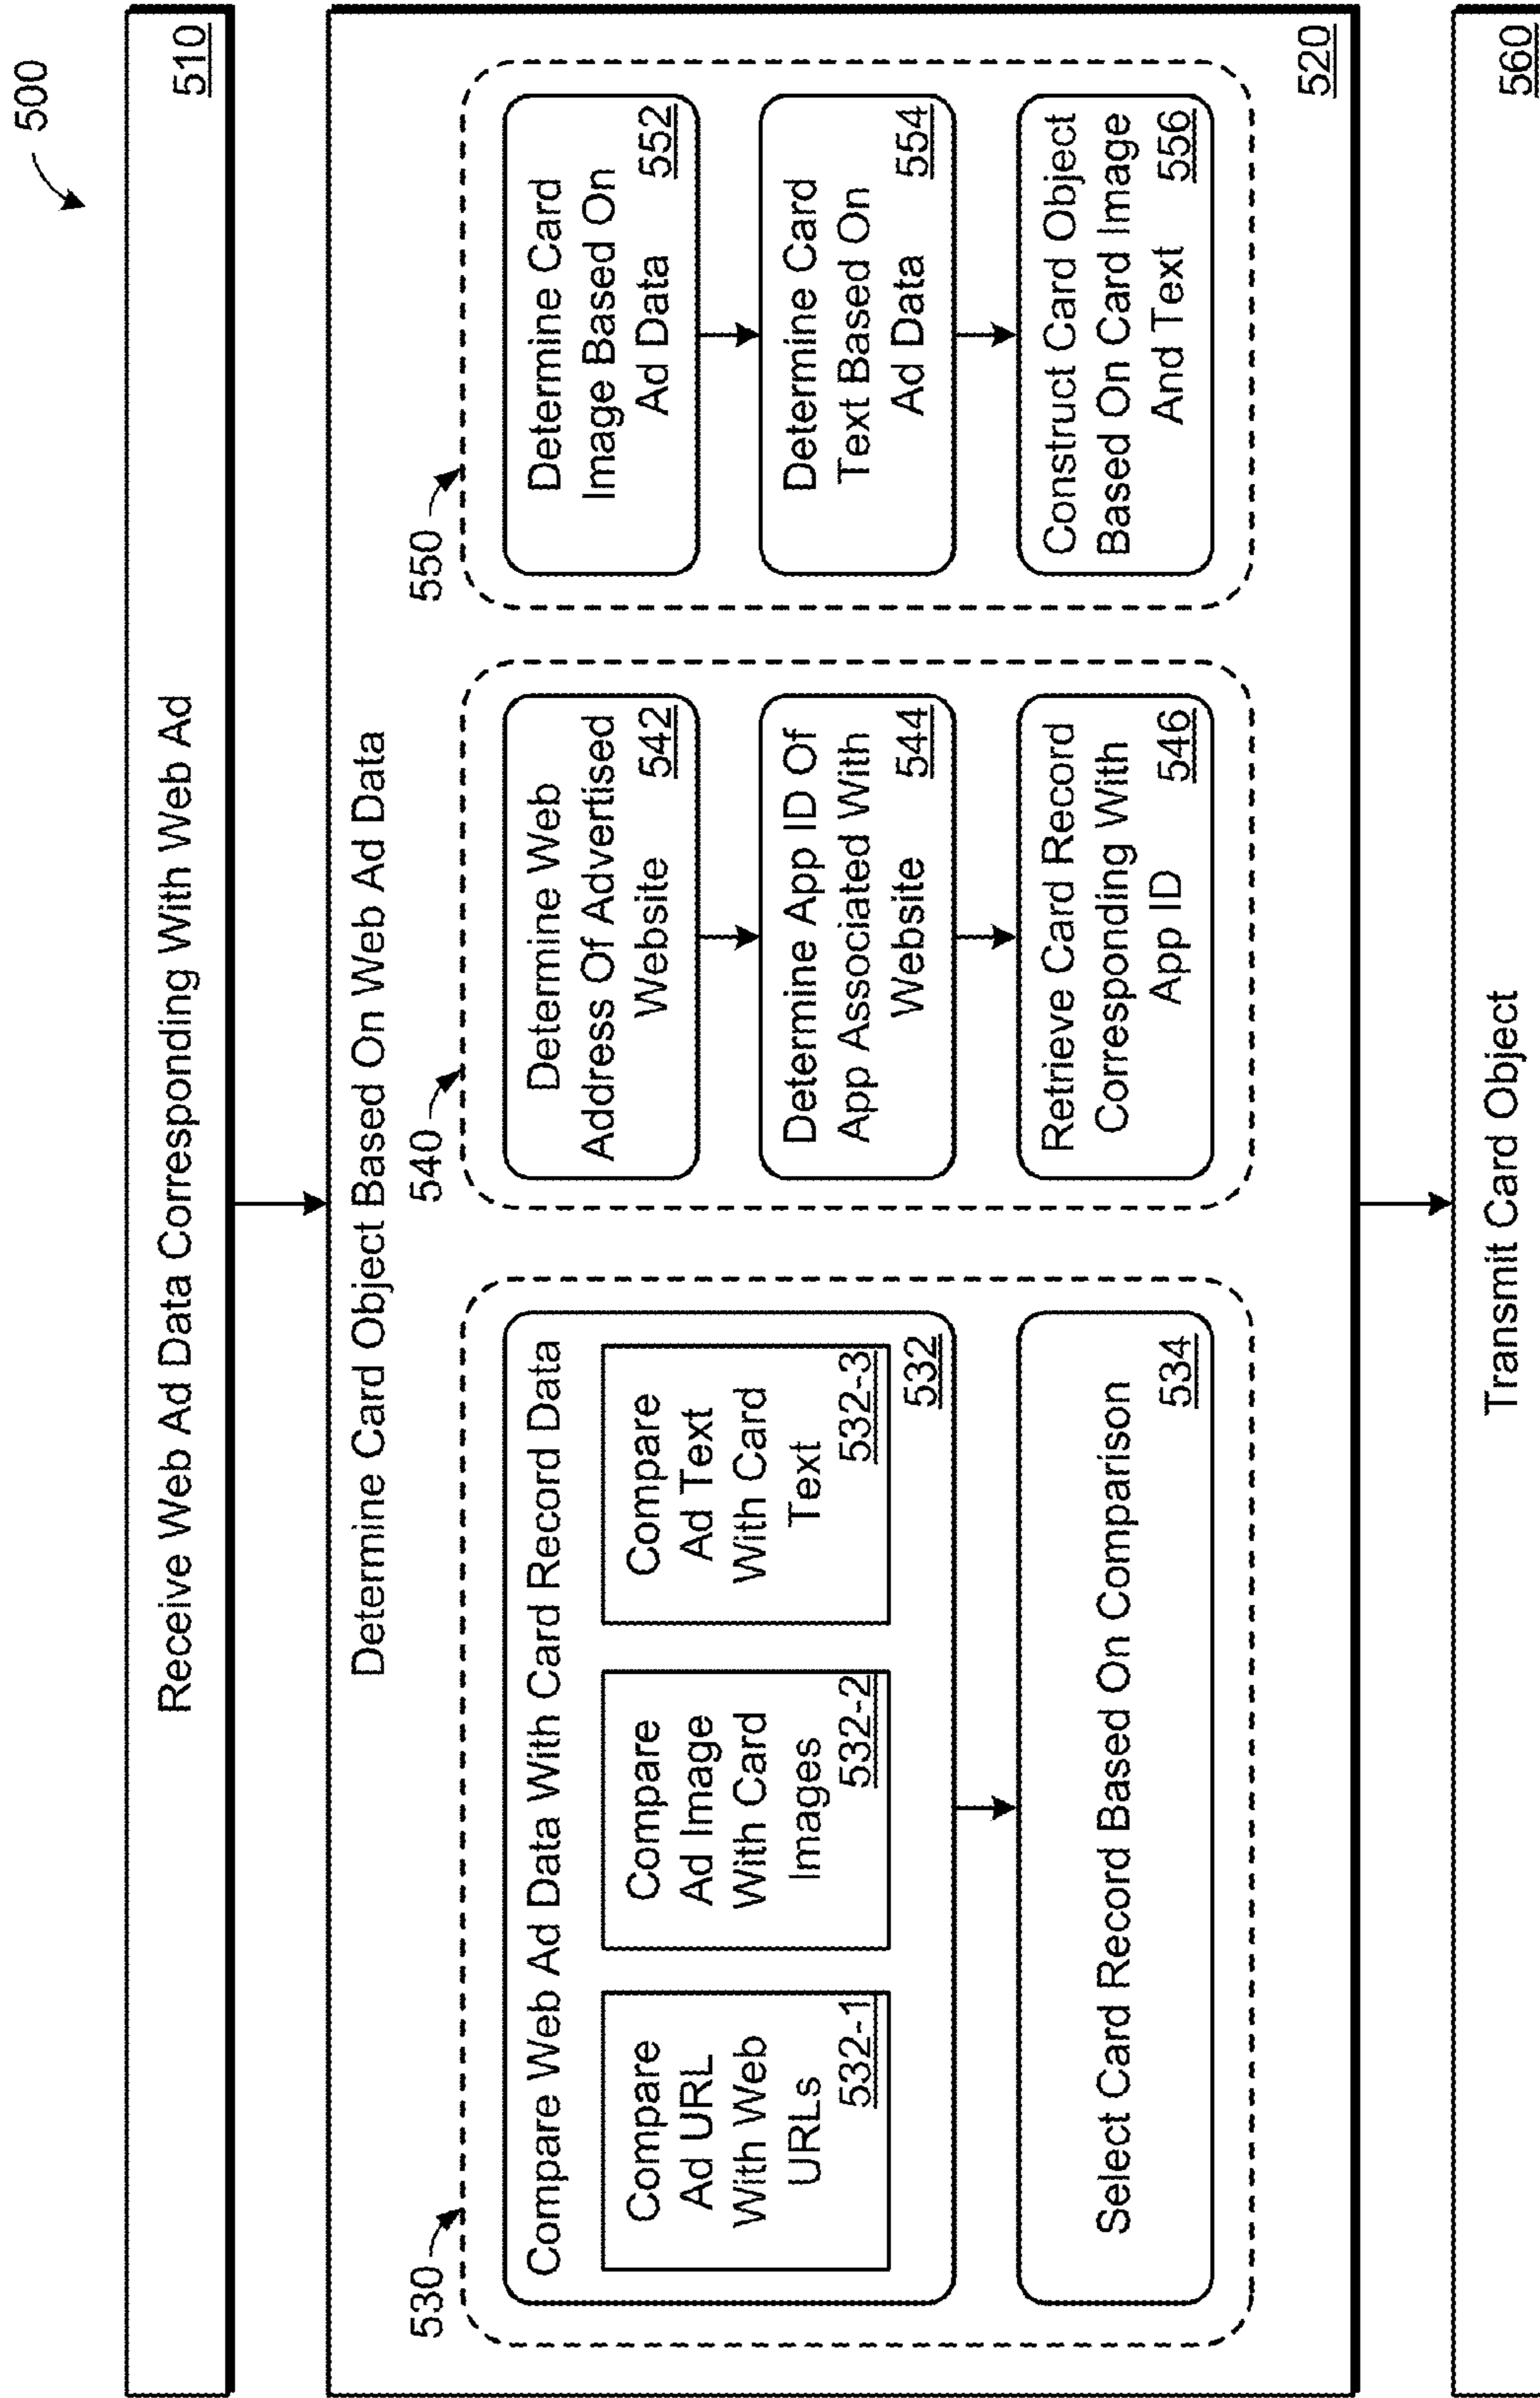 500
Receive Web Ad Data Corresponding With Web Ad
510
Determine Card Object Based On Web Ad Data
530
Compare Web Ad Data With Card Record Data
Compare
Ad URL
With Web
URLs
532-1
Compare
Ad Image
With Card
Images
532-2
Compare
Ad Text
With Card
Text
532-3
532
Select Card Record Based On Comparison
534
540
Determine Web
Address Of Advertised
Website
542
Determine App ID Of
App Associated With
Website
544
Retrieve Card Record
Corresponding With
App ID
546
550
Determine Card
Image Based On
Ad Data
552
Determine Card
Text Based On
Ad Data
554
Construct Card Object
Based On Card Image
And Text
556
520
Transmit Card Object
560